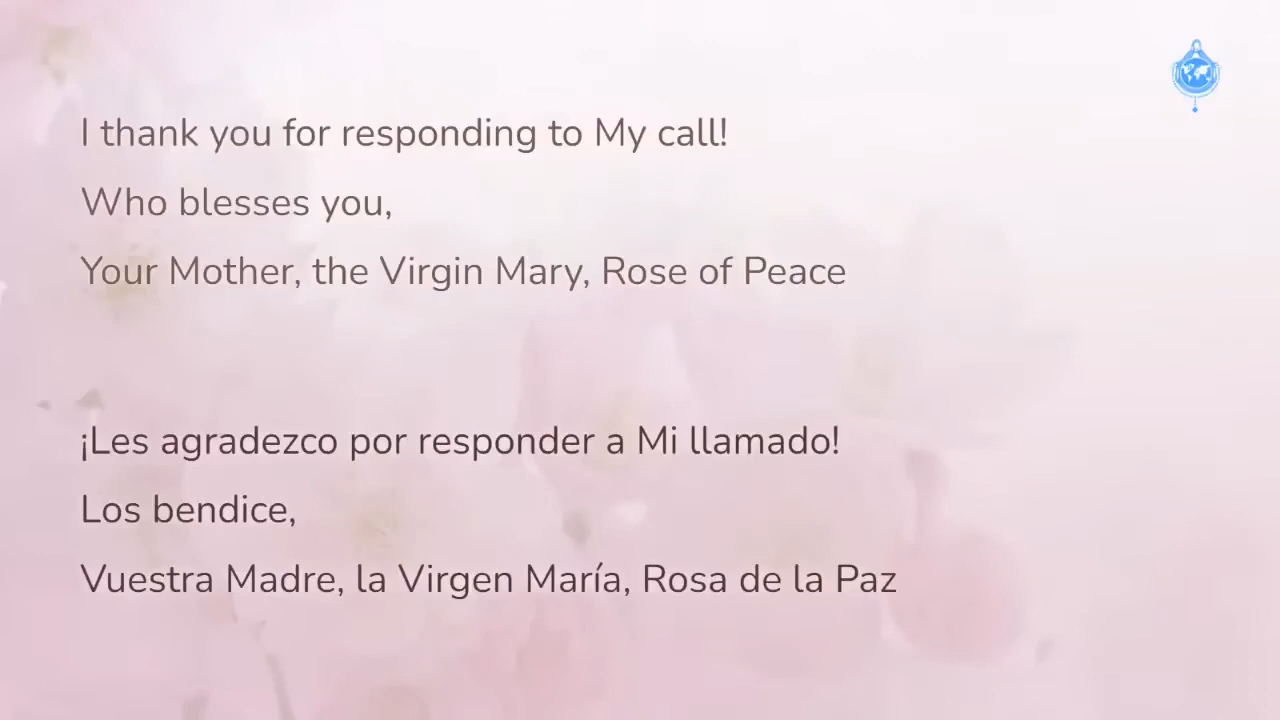 I thank you for responding to My call!
Who blesses you,
Your Mother, the Virgin Mary, Rose of Peace
¡Les agradezco por responder a Mi llamado!
Los bendice,
Vuestra Madre, la Virgen María, Rosa de la Paz